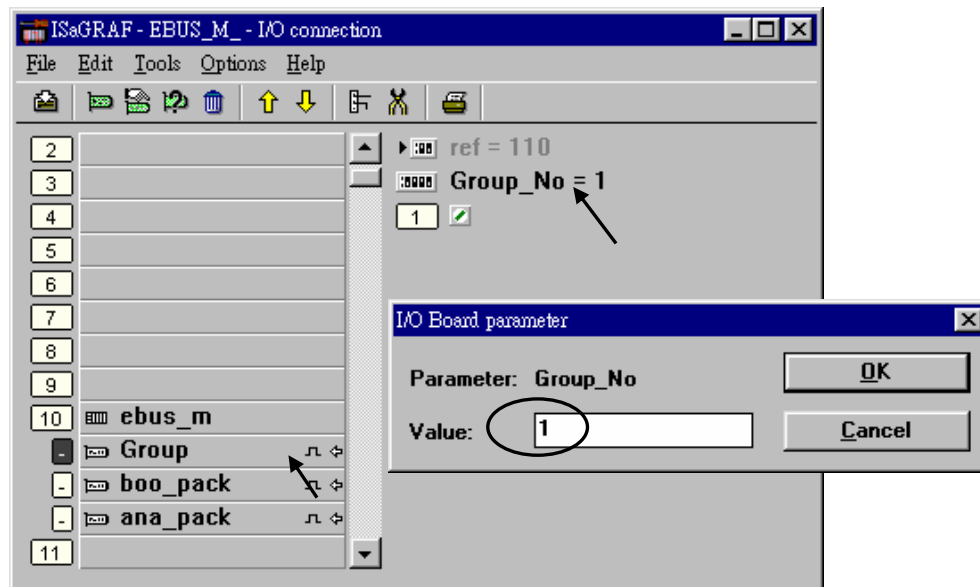 ISaGRAF - EBUS_M_ - I/O connection
File Edit Tools Options Help
2
3
4
5
6
7
8
9
10 ebus_m
- Group
- boo_pack
- ana_pack
11
ref = 110
Group_No = 1
1
I/O Board parameter
Parameter: Group_No
OK
Value: 1
Cancel